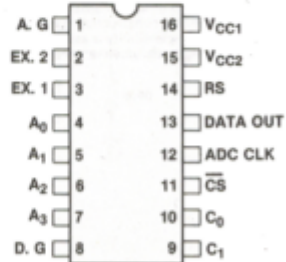 A. G 1 16 VCC1
EX. 2 2 15 VCC2
EX. 1 3 14 RS
A0 4 13 DATA OUT
A1 5 12 ADC CLK
A2 6 11 C̅S̅
A3 7 10 C0
D. G 8 9 C1